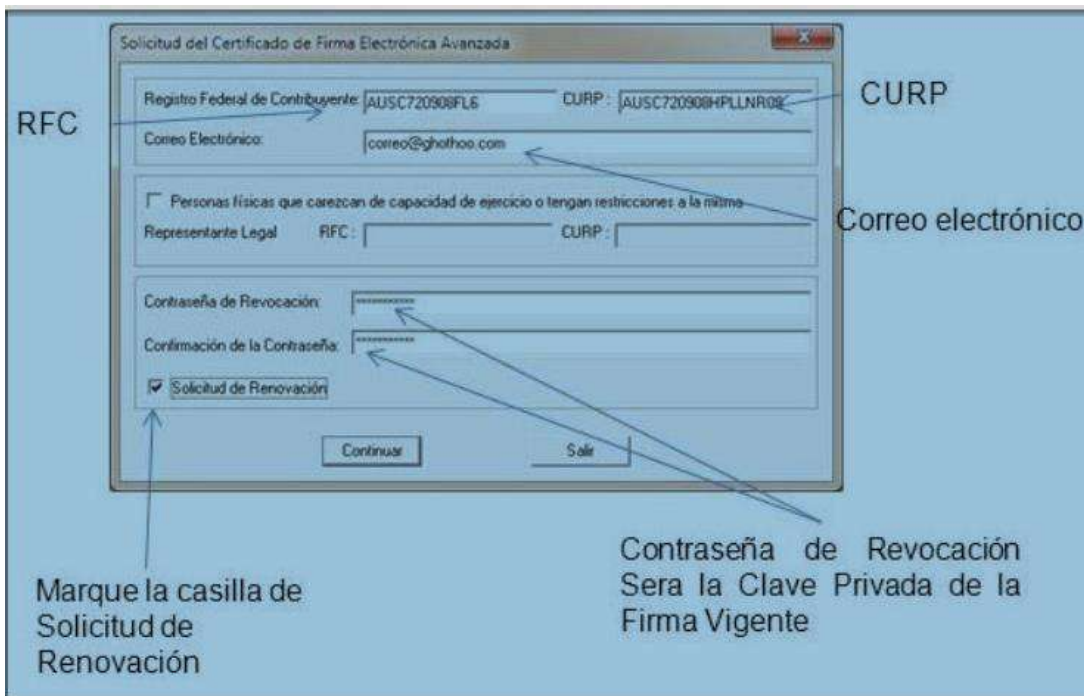 Solicitud del Certificado de Firma Electrónica Avanzada
Registro Federal de Contribuyente: AUSC720908FL6 CURP : AUSC720908HPLLNR09
CURP
RFC
Correo Electrónico: correo@ghothoo.com
Personas físicas que carezcan de capacidad de ejercicio o tengan restricciones a la misma
Representante Legal RFC : CURP :
Correo electrónico
Contraseña de Revocación: ************
Confirmación de la Contraseña: ************
Solicitud de Renovación
Continuar Salir
Contraseña de Revocación
Sera la Clave Privada de la
Firma Vigente
Marque la casilla de
Solicitud de
Renovación